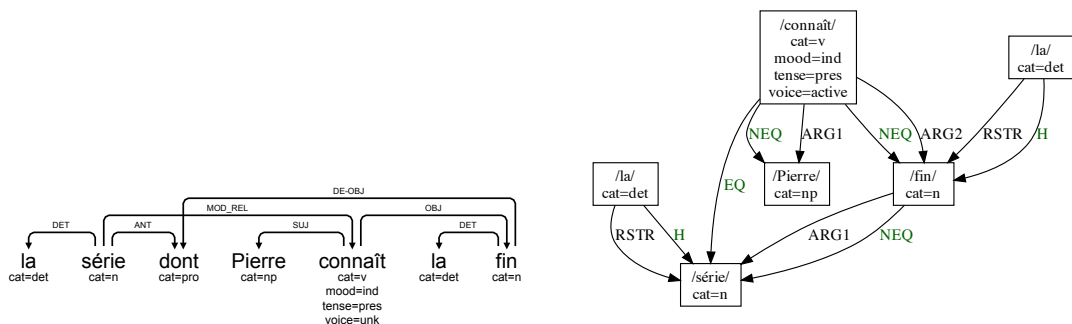 DE-OBJ
MOD_REL OBJ
DET ANT SUJ DET
la série dont Pierre connaît la fin
cat=det cat=n cat=pro cat=np cat=v cat=det cat=n
mood=ind
tense=pres
voice=unk
/connaît/
cat=v
mood=ind
tense=pres
voice=active
/la/
cat=det
NEQ ARG1 NEQ ARG2 RSTR H
/la/
cat=det
EQ
/Pierre/
cat=np
/fin/
cat=n
RSTR H ARG1 NEQ
/série/
cat=n